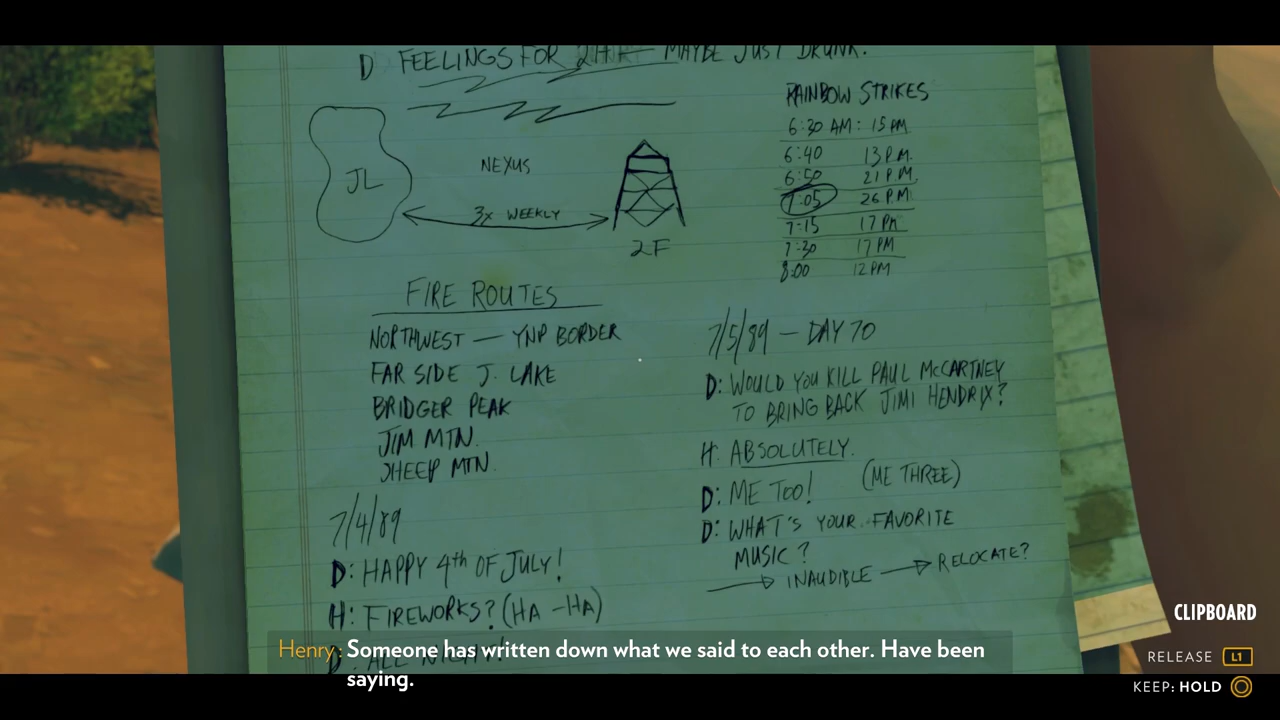 D FEELINGS FOR MAYBE JUST DRUNK.
JL
NEXUS
3x WEEKLY
2F
RAINBOW STRIKES
6:30 AM: 15 PM
6:40 13 P.M.
6:50 21 P.M.
7:05 26 P.M.
7:15 17 PM
7:30 17 PM
8:00 12 PM
FIRE ROUTES
NORTHWEST — YNP BORDER
FAR SIDE J. LAKE
BRIDGER PEAK
JIM MTN.
SHEEP MTN.
7/4/89
D: HAPPY 4th OF JULY!
H: FIREWORKS? (HA-HA)
D: ALL NIGHT!
7/5/89 — DAY 70
D: WOULD YOU KILL PAUL McCARTNEY
TO BRING BACK JIMI HENDRIX?
H: ABSOLUTELY.
D: ME TOO! (ME THREE)
D: WHAT'S YOUR FAVORITE
MUSIC?
INAUDIBLE RELOCATE?
Henry: Someone has written down what we said to each other. Have been
saying.
CLIPBOARD
RELEASE L1
KEEP: HOLD